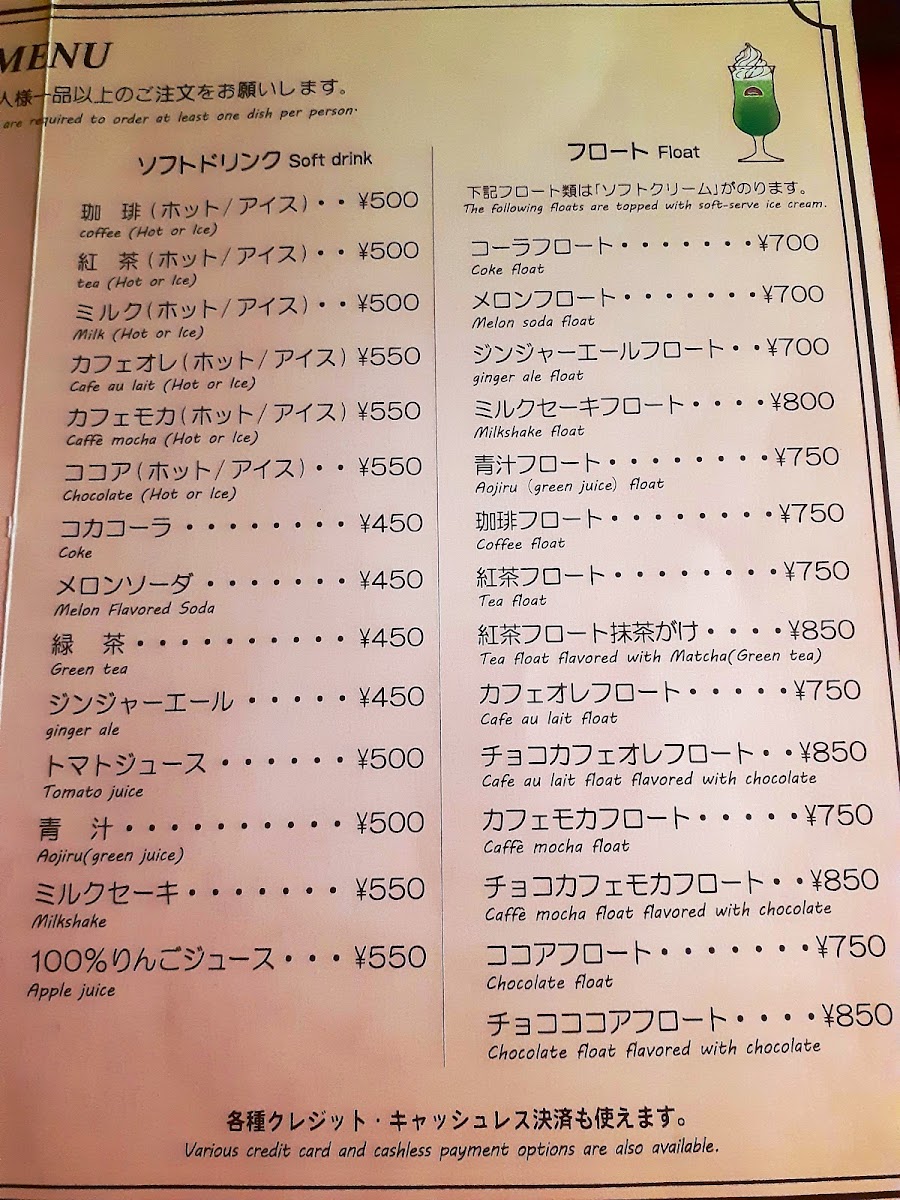 MENU
人様一品以上のご注文をお願いします。
are required to order at least one dish per person.
ソフトドリンク Soft drink
珈 琲(ホット/アイス)・・¥500
coffee (Hot or Ice)
紅 茶(ホット/アイス)・・¥500
tea (Hot or Ice)
ミルク(ホット/アイス)・・¥500
Milk (Hot or Ice)
カフェオレ(ホット/アイス)¥550
Cafe au lait (Hot or Ice)
カフェモカ(ホット/アイス)¥550
Caffè mocha (Hot or Ice)
ココア(ホット/アイス)・・¥550
Chocolate (Hot or Ice)
コカコーラ・・・・・・・・¥450
Coke
メロンソーダ・・・・・・・¥450
Melon Flavored Soda
緑 茶・・・・・・・・・・¥450
Green tea
ジンジャーエール・・・・・¥450
ginger ale
トマトジュース・・・・・・¥500
Tomato juice
青 汁・・・・・・・・・・・¥500
Aojiru(green juice)
ミルクセーキ・・・・・・・¥550
Milkshake
100%りんごジュース・・・¥550
Apple juice
フロート Float
下記フロート類は「ソフトクリーム」がのります。
The following floats are topped with soft-serve ice cream.
コーラフロート・・・・・・・¥700
Coke float
メロンフロート・・・・・・・¥700
Melon soda float
ジンジャーエールフロート・・¥700
ginger ale float
ミルクセーキフロート・・・・¥800
Milkshake float
青汁フロート・・・・・・・・¥750
Aojiru (green juice) float
珈琲フロート・・・・・・・・¥750
Coffee float
紅茶フロート・・・・・・・・¥750
Tea float
紅茶フロート抹茶がけ・・・・¥850
Tea float flavored with Matcha(Green tea)
カフェオレフロート・・・・・¥750
Cafe au lait float
チョコカフェオレフロート・・¥850
Cafe au lait float flavored with chocolate
カフェモカフロート・・・・・¥750
Caffè mocha float
チョコカフェモカフロート・・¥850
Caffè mocha float flavored with chocolate
ココアフロート・・・・・・・¥750
Chocolate float
チョコココアフロート・・・・¥850
Chocolate float flavored with chocolate
各種クレジット・キャッシュレス決済も使えます。
Various credit card and cashless payment options are also available.